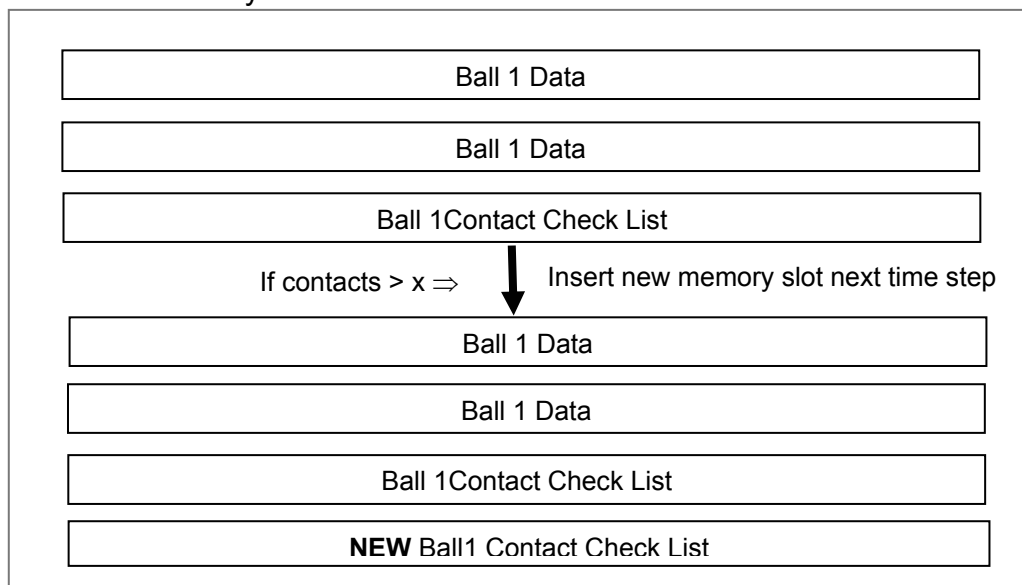 Ball 1 Data
Ball 1 Data
Ball 1Contact Check List
If contacts > x ⇒ Insert new memory slot next time step
Ball 1 Data
Ball 1 Data
Ball 1Contact Check List
NEW Ball1 Contact Check List